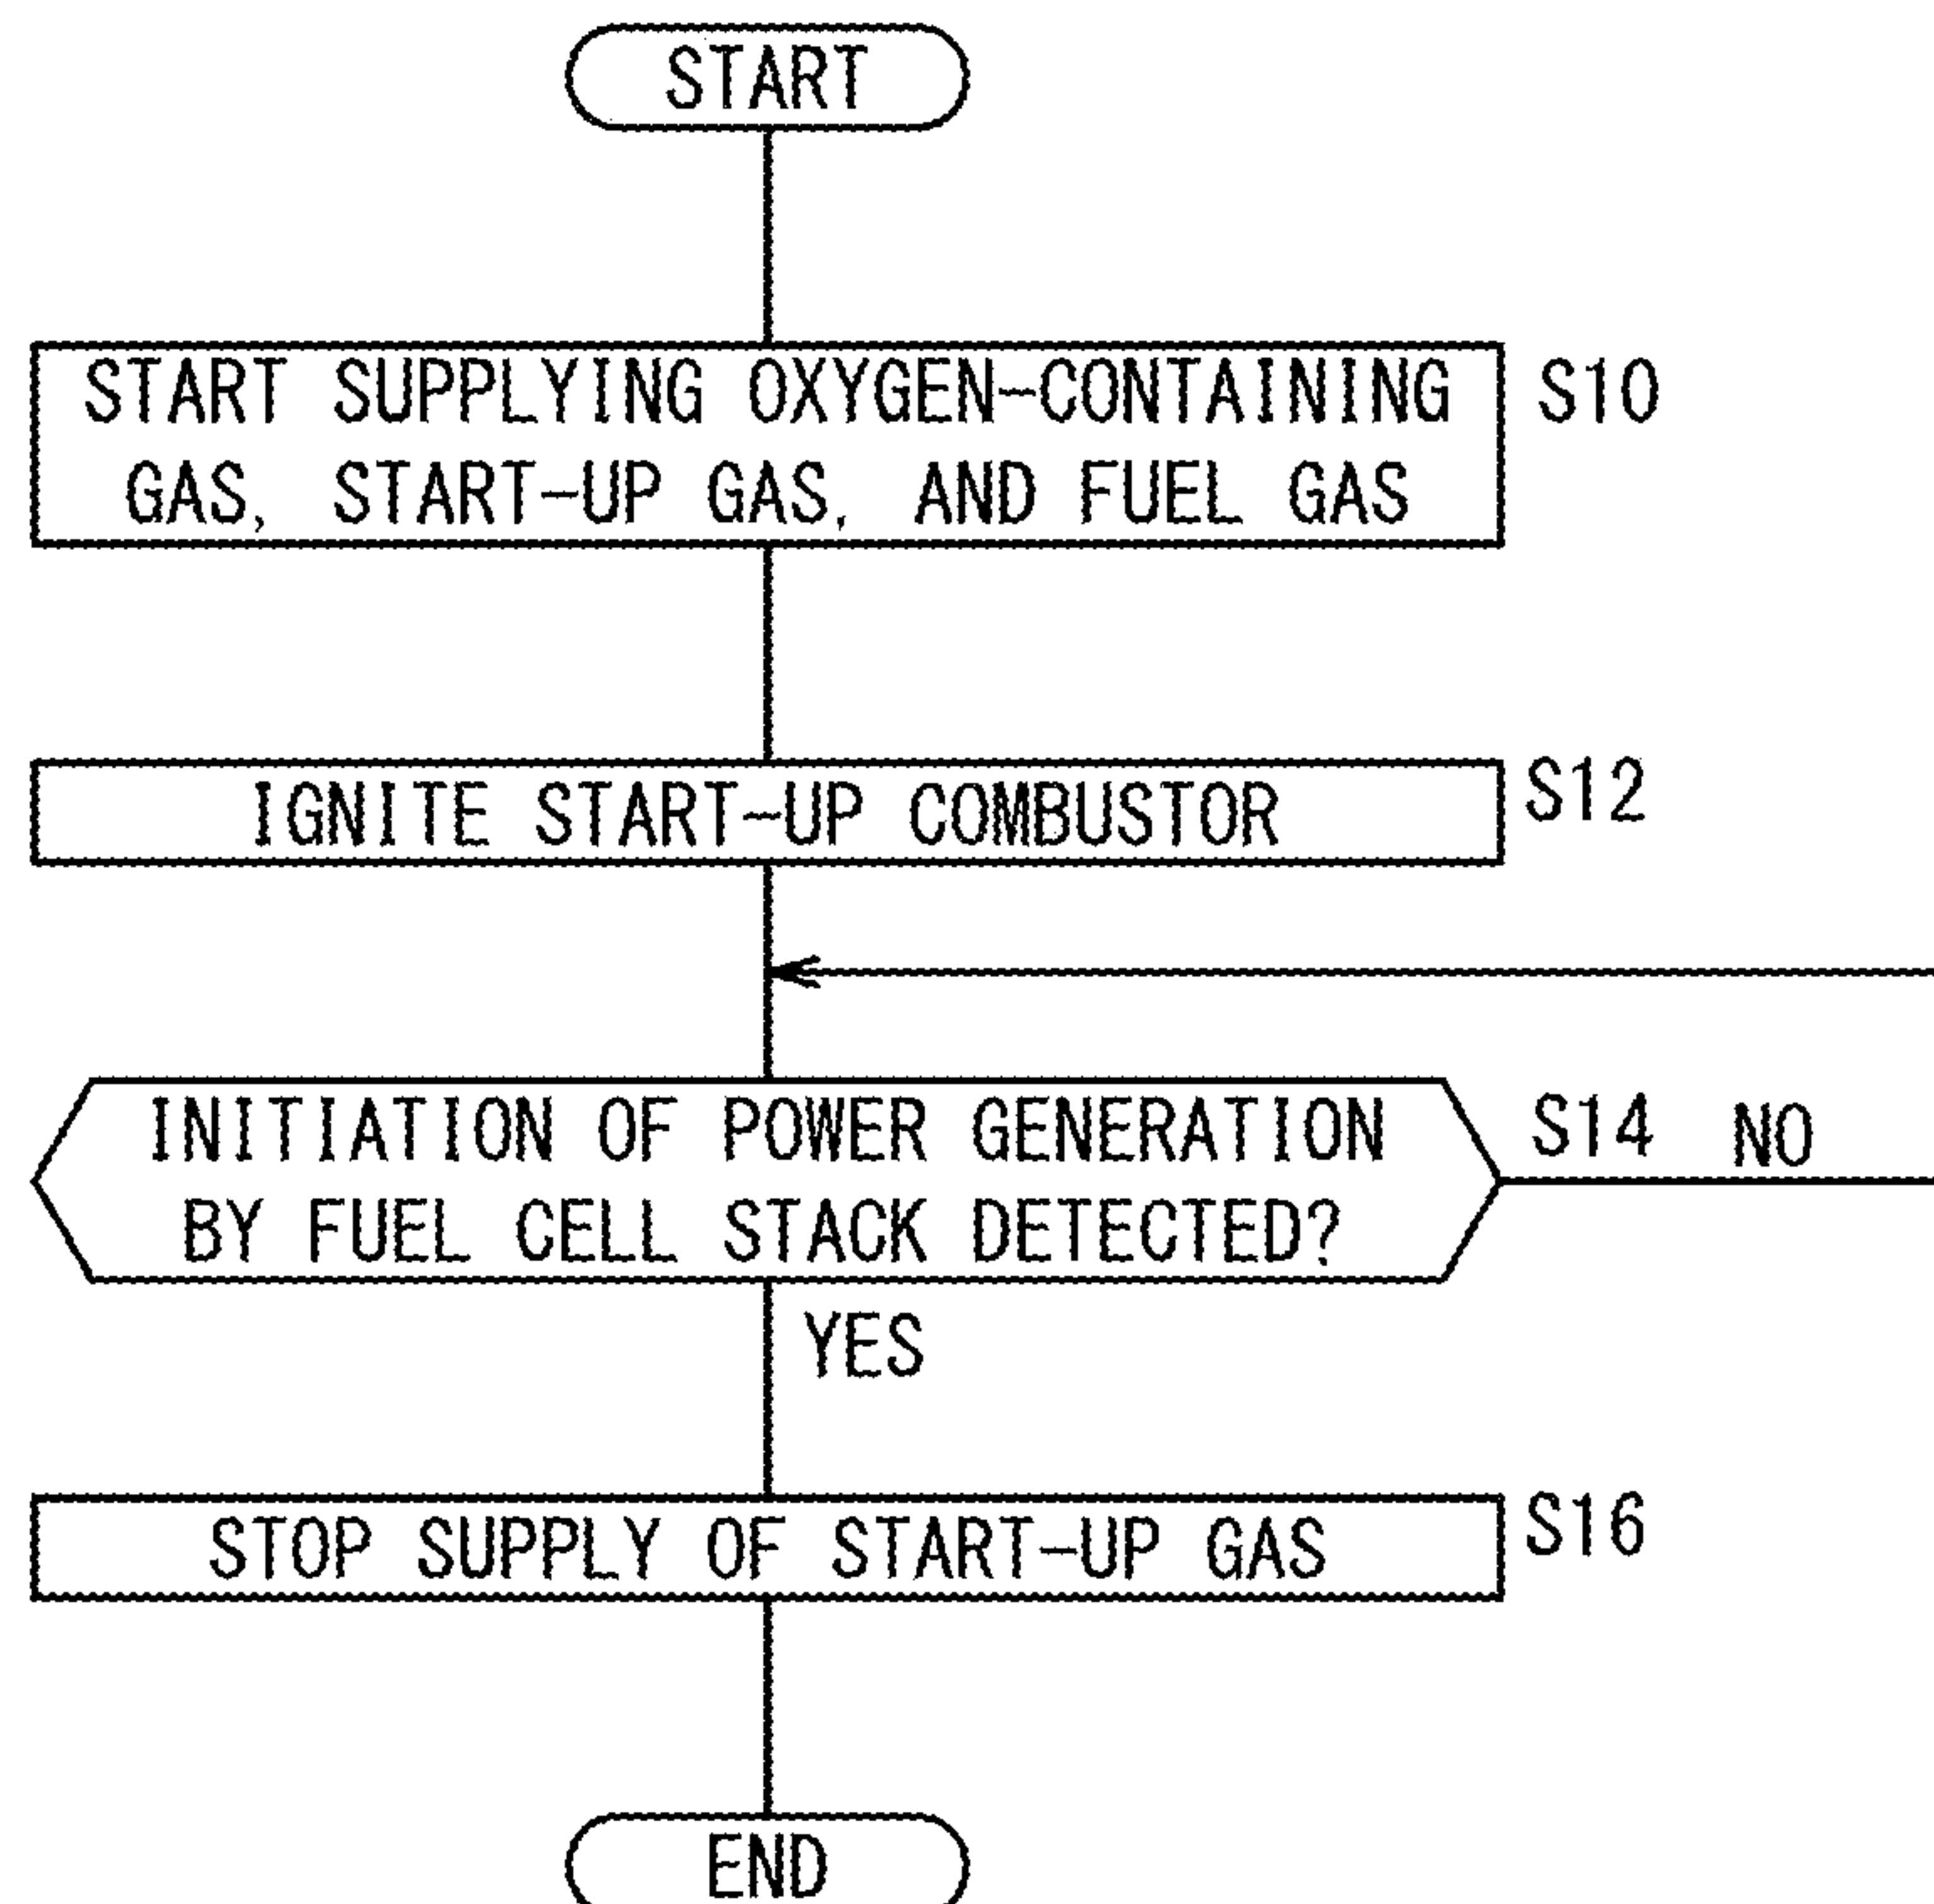 START
START SUPPLYING OXYGEN-CONTAINING S10
GAS, START-UP GAS, AND FUEL GAS
IGNITE START-UP COMBUSTOR S12
INITIATION OF POWER GENERATION S14 NO
BY FUEL CELL STACK DETECTED?
YES
STOP SUPPLY OF START-UP GAS S16
END